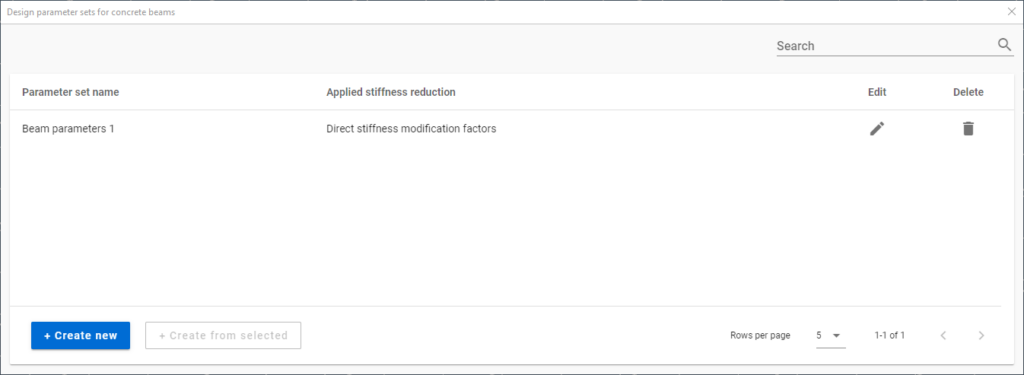 Design parameter sets for concrete beams
Search
Parameter set name Applied stiffness reduction Edit Delete
Beam parameters 1 Direct stiffness modification factors
+ Create new + Create from selected Rows per page 5 1-1 of 1